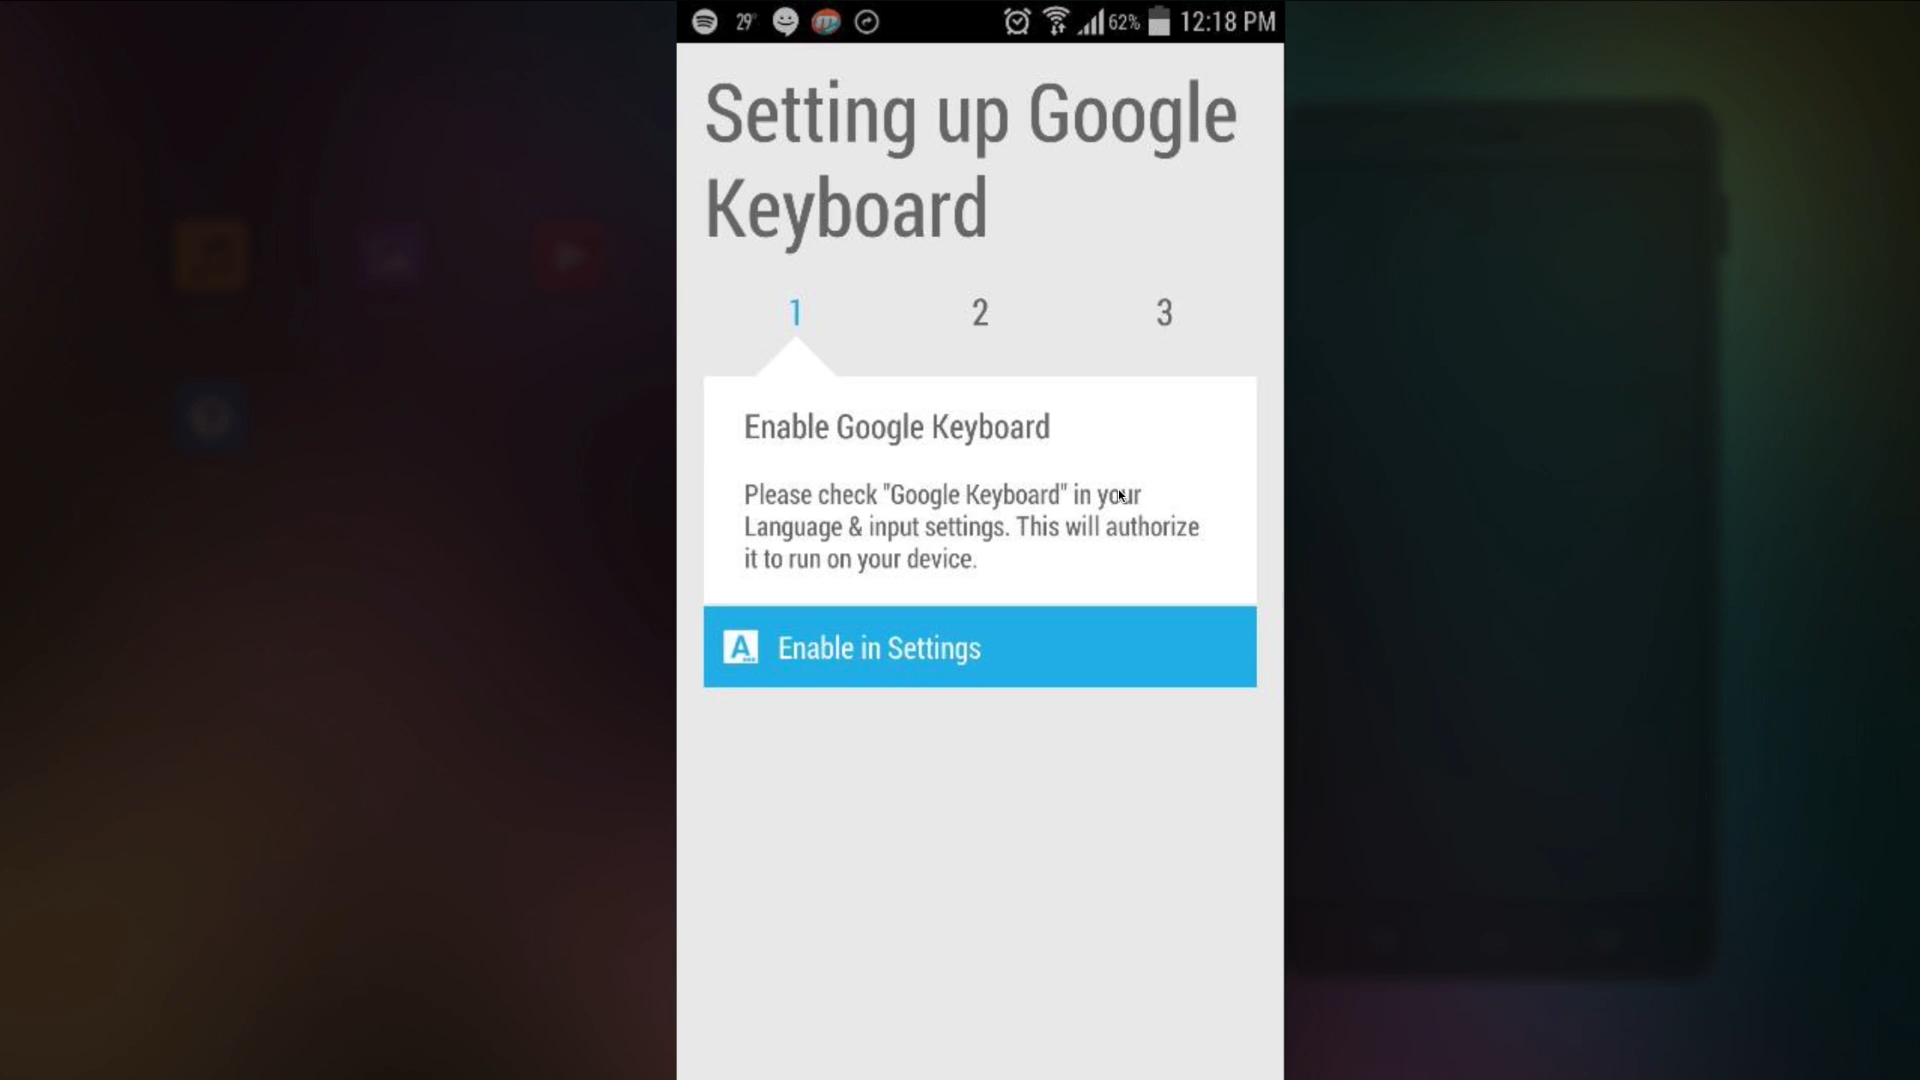 29° 62% 12:18 PM
Setting up Google
Keyboard
1 2 3
Enable Google Keyboard
Please check "Google Keyboard" in your
Language & input settings. This will authorize
it to run on your device.
A Enable in Settings